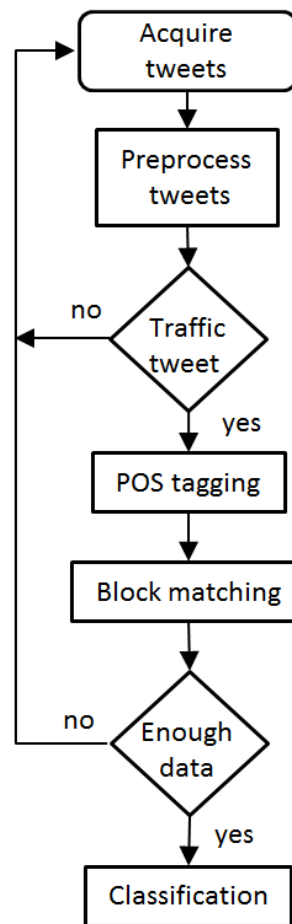 Acquire
tweets
Preprocess
tweets
no
Traffic
tweet
yes
POS tagging
Block matching
no
Enough
data
yes
Classification